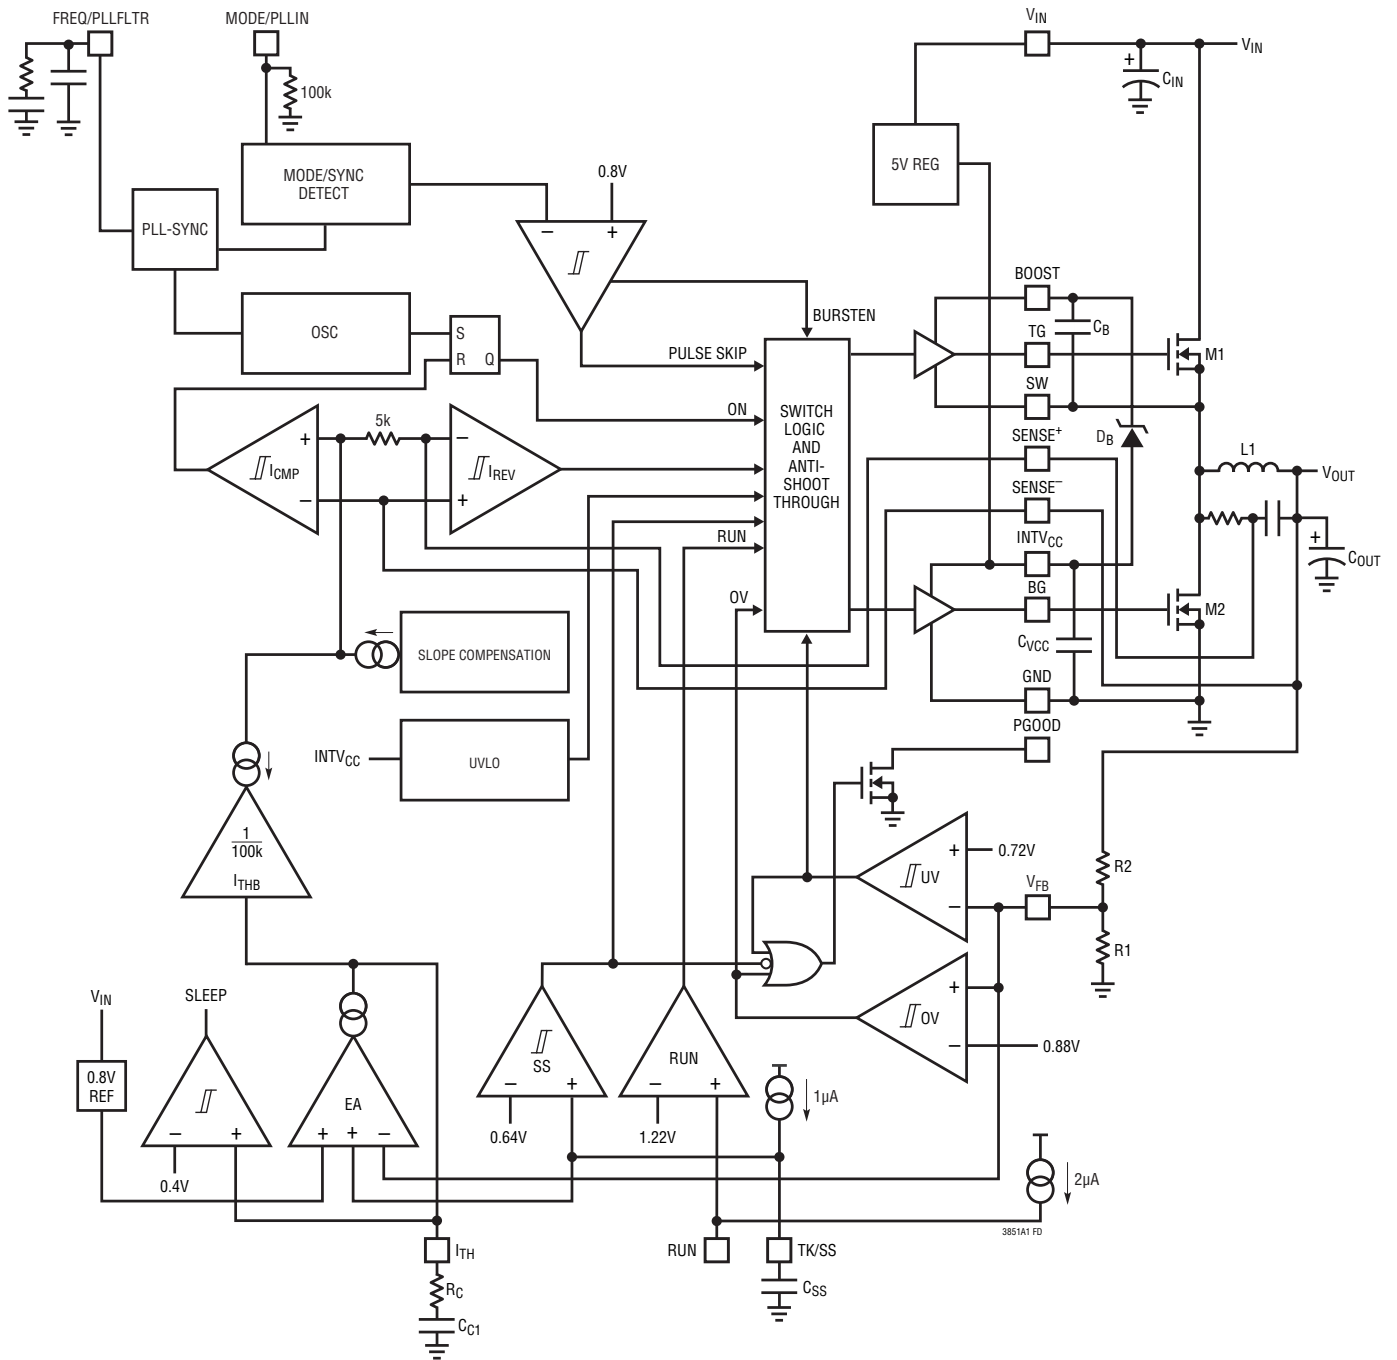 FREQ/PLLFLTR
MODE/PLLIN
VIN
VIN
+
CIN
100k
MODE/SYNC
DETECT
0.8V
5V REG
PLL-SYNC
– +
BOOST
OSC
S
R Q
BURSTEN
TG
CB
M1
PULSE SKIP
SW
SWITCH
LOGIC
AND
ANTI-
SHOOT
THROUGH
ON
5k
SENSE+
DB
L1
+
–
ICMP
–
+
IREV
VOUT
SENSE–
RUN
INTVCC
+
COUT
OV
BG
M2
SLOPE COMPENSATION
CVCC
GND
PGOOD
INTVCC
UVLO
1
100k
ITHB
+
0.72V
UV
–
VFB
R2
R1
VIN
SLEEP
+
OV
–
0.88V
0.8V
REF
– +
EA
+ + –
SS
– +
RUN
– +
1µA
0.4V
0.64V
1.22V
2µA
3851A1 FD
ITH
RUN
TK/SS
RC
CSS
CC1